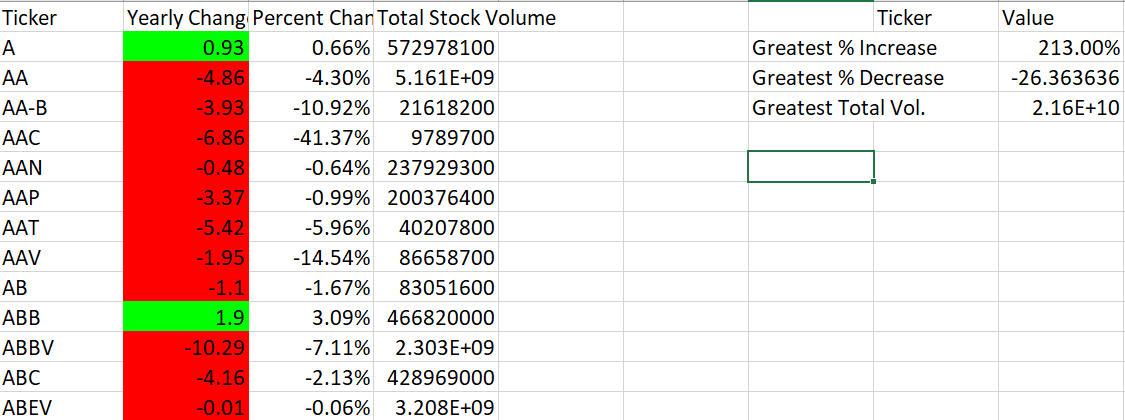 Ticker Yearly Chang Percent Chan Total Stock Volume Ticker Value
A 0.93 0.66% 572978100 Greatest % Increase 213.00%
AA -4.86 -4.30% 5.161E+09 Greatest % Decrease -26.363636
AA-B -3.93 -10.92% 21618200 Greatest Total Vol. 2.16E+10
AAC -6.86 -41.37% 9789700
AAN -0.48 -0.64% 237929300
AAP -3.37 -0.99% 200376400
AAT -5.42 -5.96% 40207800
AAV -1.95 -14.54% 86658700
AB -1.1 -1.67% 83051600
ABB 1.9 3.09% 466820000
ABBV -10.29 -7.11% 2.303E+09
ABC -4.16 -2.13% 428969000
ABEV -0.01 -0.06% 3.208E+09